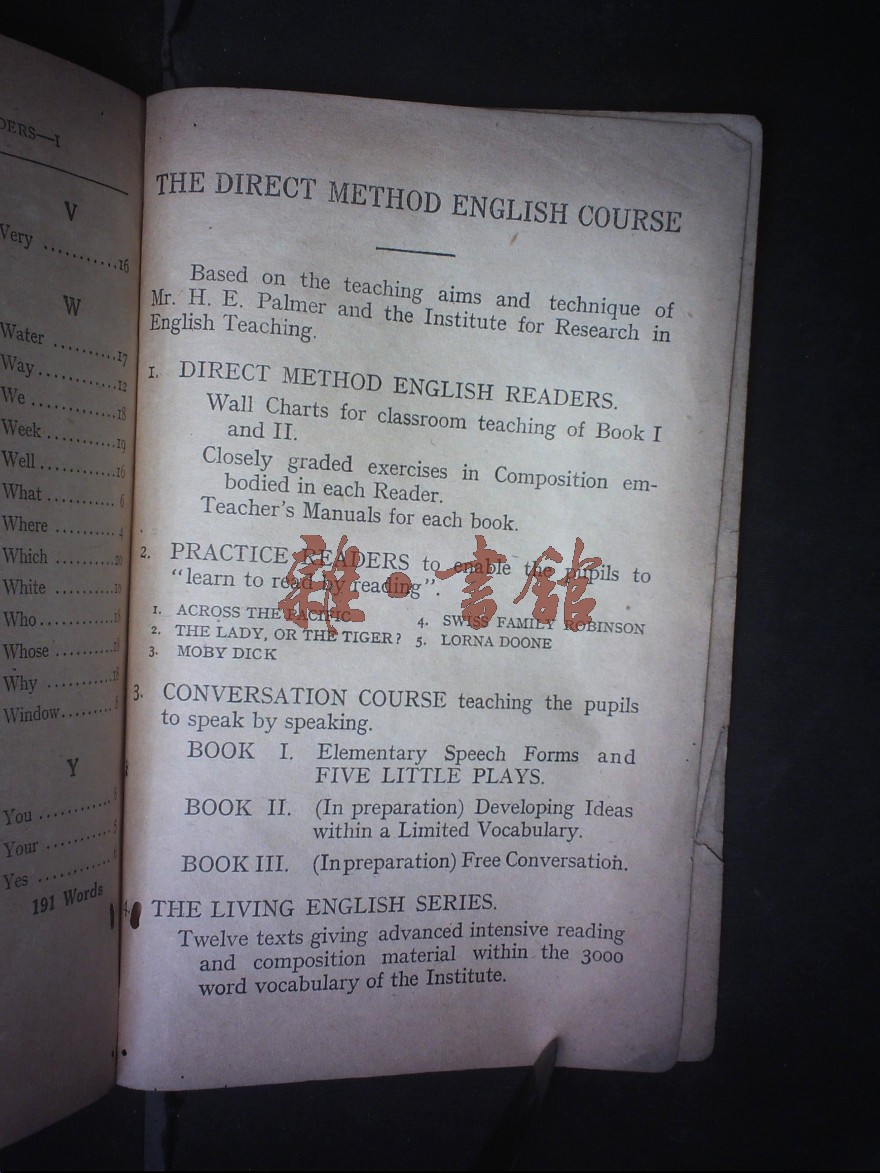 DERS—I
V
Very ...........16
W
Water ..........17
Way............12
We .............18
Week ...........19
Well ............16
What ........... 6
Where .......... 4
Which ..........20
White ..........10
Who............
Whose ..........
Why ............
Window.........
Y
You ............
Your ........... 5
Yes ............
191 Words
THE DIRECT METHOD ENGLISH COURSE
Based on the teaching aims and technique of
Mr. H. E. Palmer and the Institute for Research in
English Teaching.
1. DIRECT METHOD ENGLISH READERS.
Wall Charts for classroom teaching of Book I
and II.
Closely graded exercises in Composition em-
bodied in each Reader.
Teacher's Manuals for each book.
2. PRACTICE READERS to enable the pupils to
"learn to read by reading".
1. ACROSS THE PACIFIC 4. SWISS FAMILY ROBINSON
2. THE LADY, OR THE TIGER? 5. LORNA DOONE
3. MOBY DICK
雜·書館
3. CONVERSATION COURSE teaching the pupils
to speak by speaking.
BOOK I. Elementary Speech Forms and
FIVE LITTLE PLAYS.
BOOK II. (In preparation) Developing Ideas
within a Limited Vocabulary.
BOOK III. (In preparation) Free Conversation.
4. THE LIVING ENGLISH SERIES.
Twelve texts giving advanced intensive reading
and composition material within the 3000
word vocabulary of the Institute.